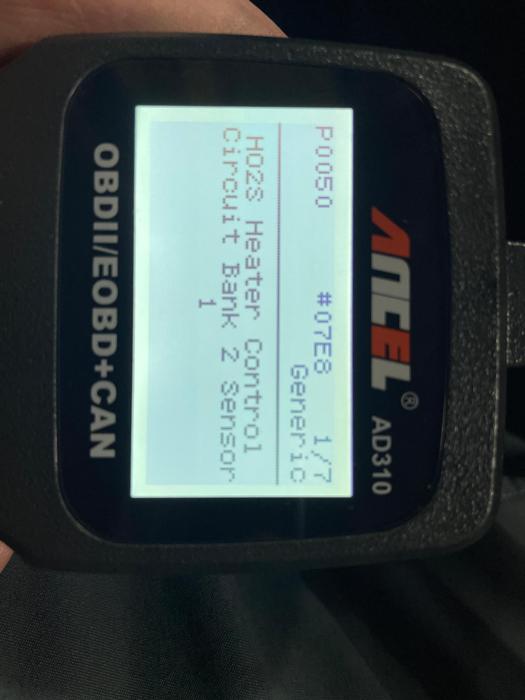 ANCEL® AD310
P0050 #07E8 1/7
Generic
HO2S Heater Control
Circuit Bank 2 Sensor
1
OBDII/EOBD+CAN